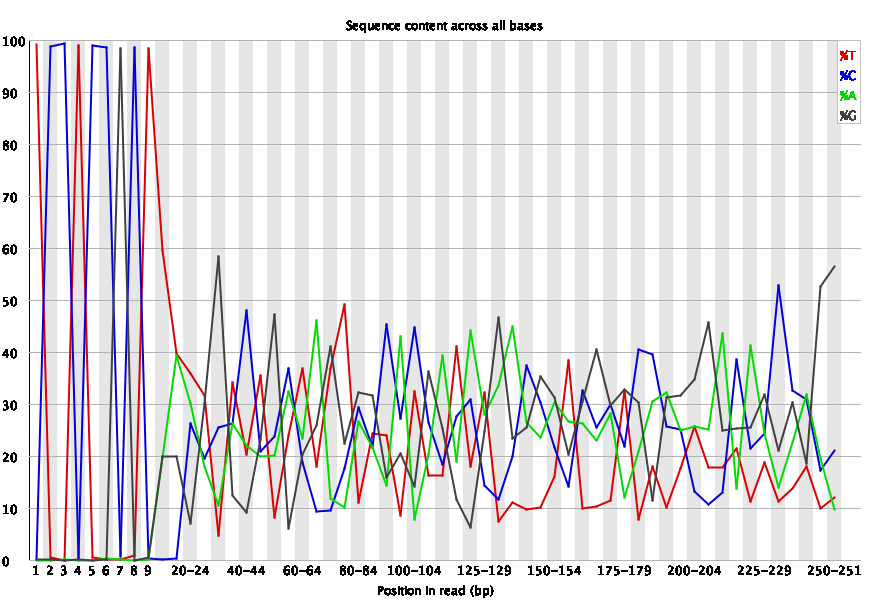 Sequence content across all bases
100
90
80
70
60
50
40
30
20
10
0
%T
%C
%A
%G
1 2 3 4 5 6 7 8 9 20-24 40-44 60-64 80-84 100-104 125-129 150-154 175-179 200-204 225-229 250-251
Position in read (bp)